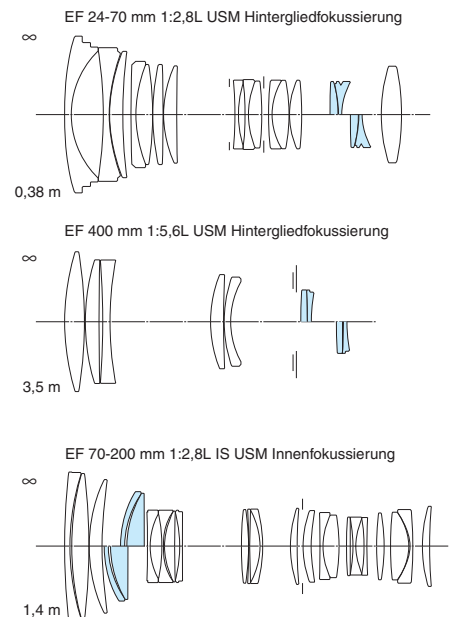 EF 24-70 mm 1:2,8L USM Hintergliedfokussierung
∞
0,38 m
EF 400 mm 1:5,6L USM Hintergliedfokussierung
∞
3,5 m
EF 70-200 mm 1:2,8L IS USM Innenfokussierung
∞
1,4 m